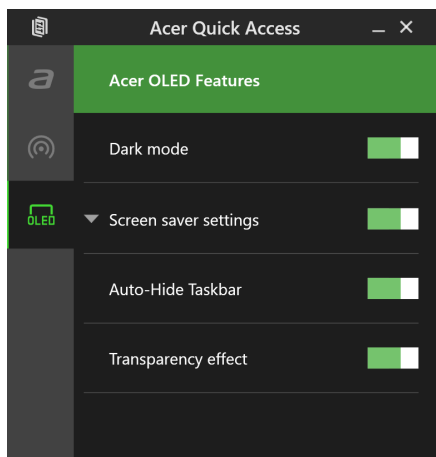 Acer Quick Access
Acer OLED Features
Dark mode
OLED
Screen saver settings
Auto-Hide Taskbar
Transparency effect